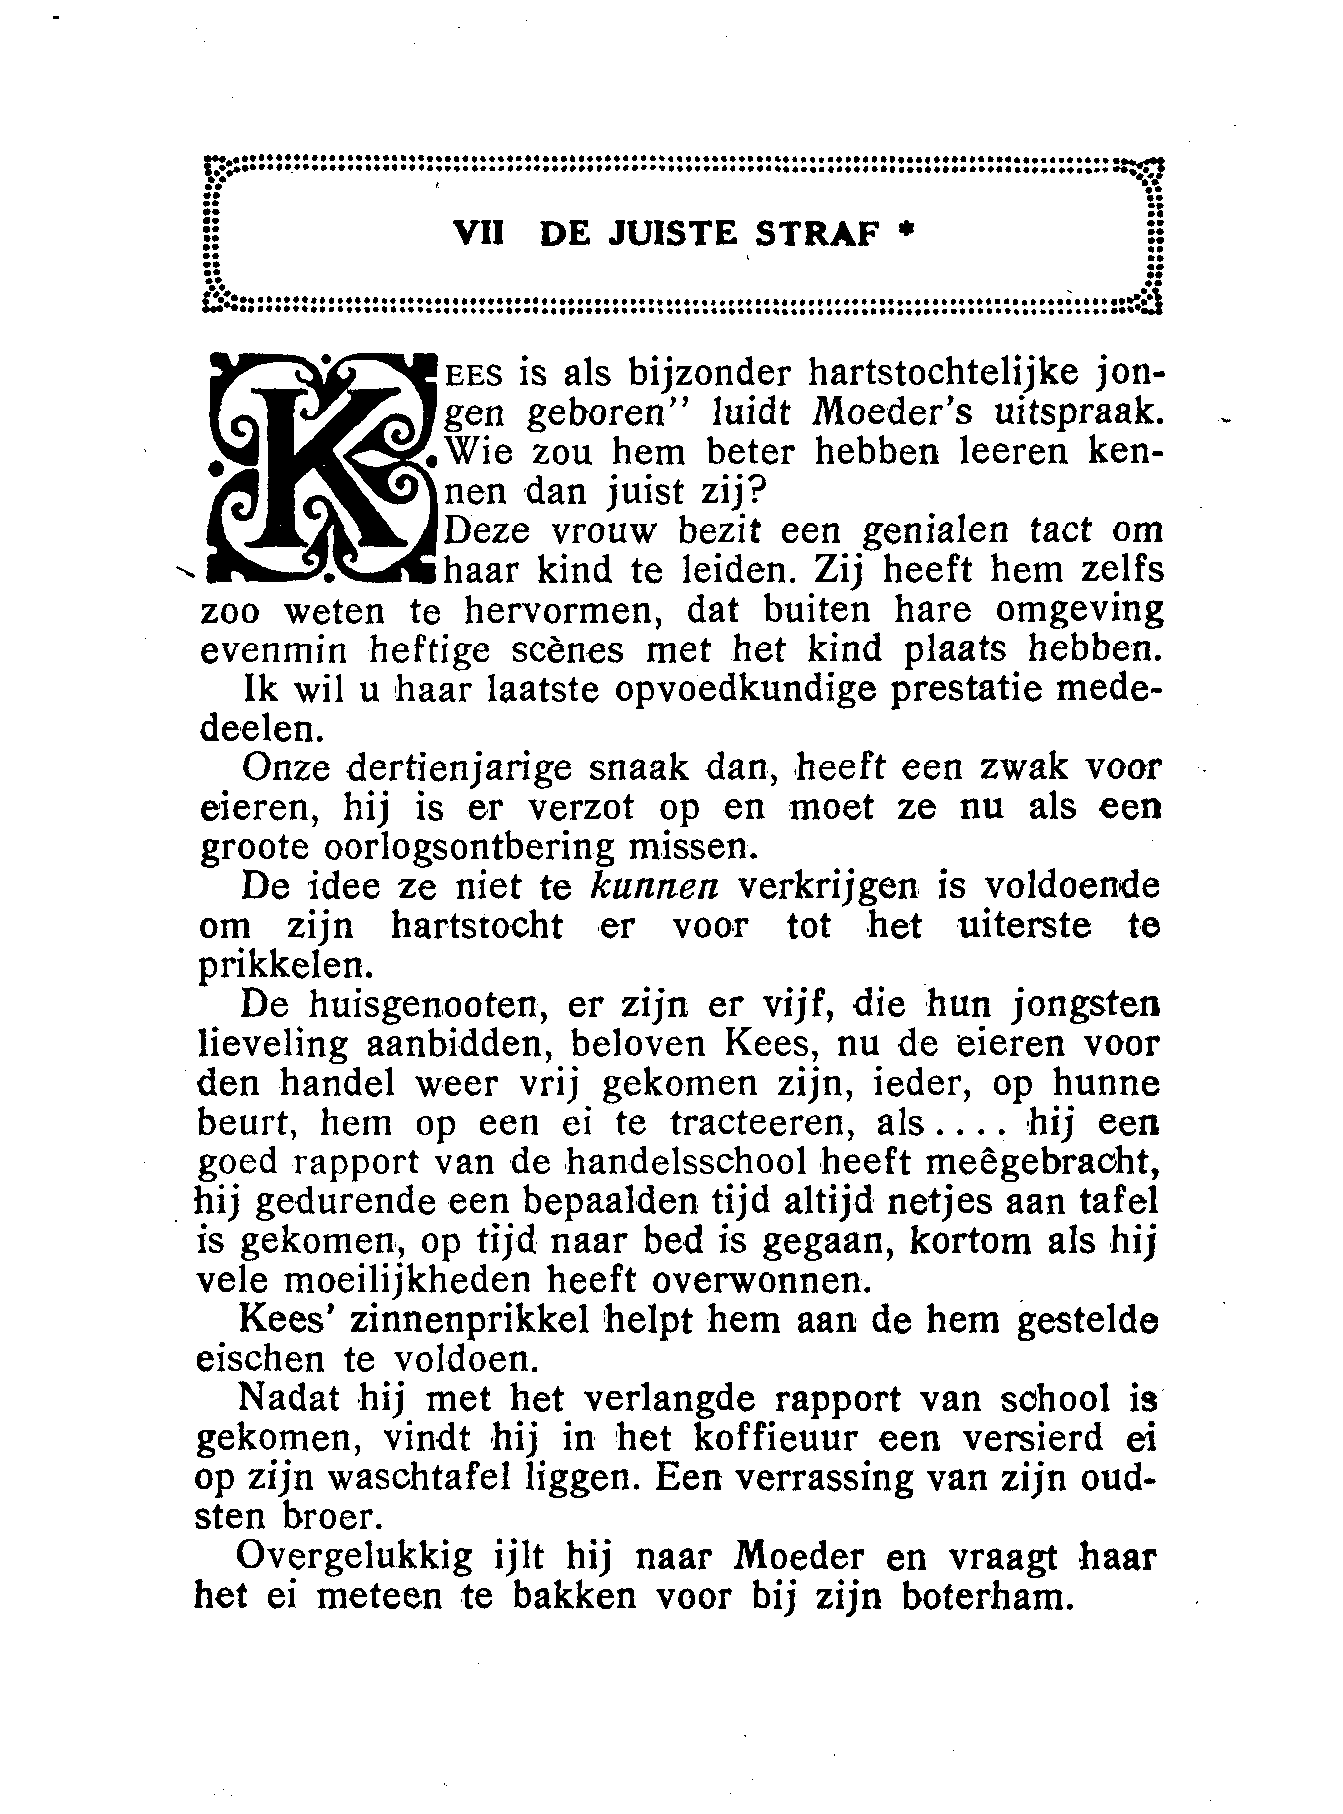 VII DE JUISTE STRAF *
KEES is als bijzonder hartstochtelijke jon-
gen geboren” luidt Moeder's uitspraak.
Wie zou hem beter hebben leeren ken-
nen dan juist zij?
Deze vrouw bezit een genialen tact om
haar kind te leiden. Zij heeft hem zelfs
zoo weten te hervormen, dat buiten hare omgeving
evenmin heftige scènes met het kind plaats hebben.
Ik wil u haar laatste opvoedkundige prestatie mede-
deelen.
Onze dertienjarige snaak dan, heeft een zwak voor
eieren, hij is er verzot op en moet ze nu als een
groote oorlogsontbering missen.
De idee ze niet te kunnen verkrijgen is voldoende
om zijn hartstocht er voor tot het uiterste te
prikkelen.
De huisgenooten, er zijn er vijf, die hun jongsten
lieveling aanbidden, beloven Kees, nu de eieren voor
den handel weer vrij gekomen zijn, ieder, op hunne
beurt, hem op een ei te tracteeren, als.... hij een
goed rapport van de handelsschool heeft meêgebracht,
hij gedurende een bepaalden tijd altijd netjes aan tafel
is gekomen, op tijd naar bed is gegaan, kortom als hij
vele moeilijkheden heeft overwonnen.
Kees' zinnenprikkel helpt hem aan de hem gestelde
eischen te voldoen.
Nadat hij met het verlangde rapport van school is
gekomen, vindt hij in het koffieuur een versierd ei
op zijn waschtafel liggen. Een verrassing van zijn oud-
sten broer.
Overgelukkig ijlt hij naar Moeder en vraagt haar
het ei meteen te bakken voor bij zijn boterham.